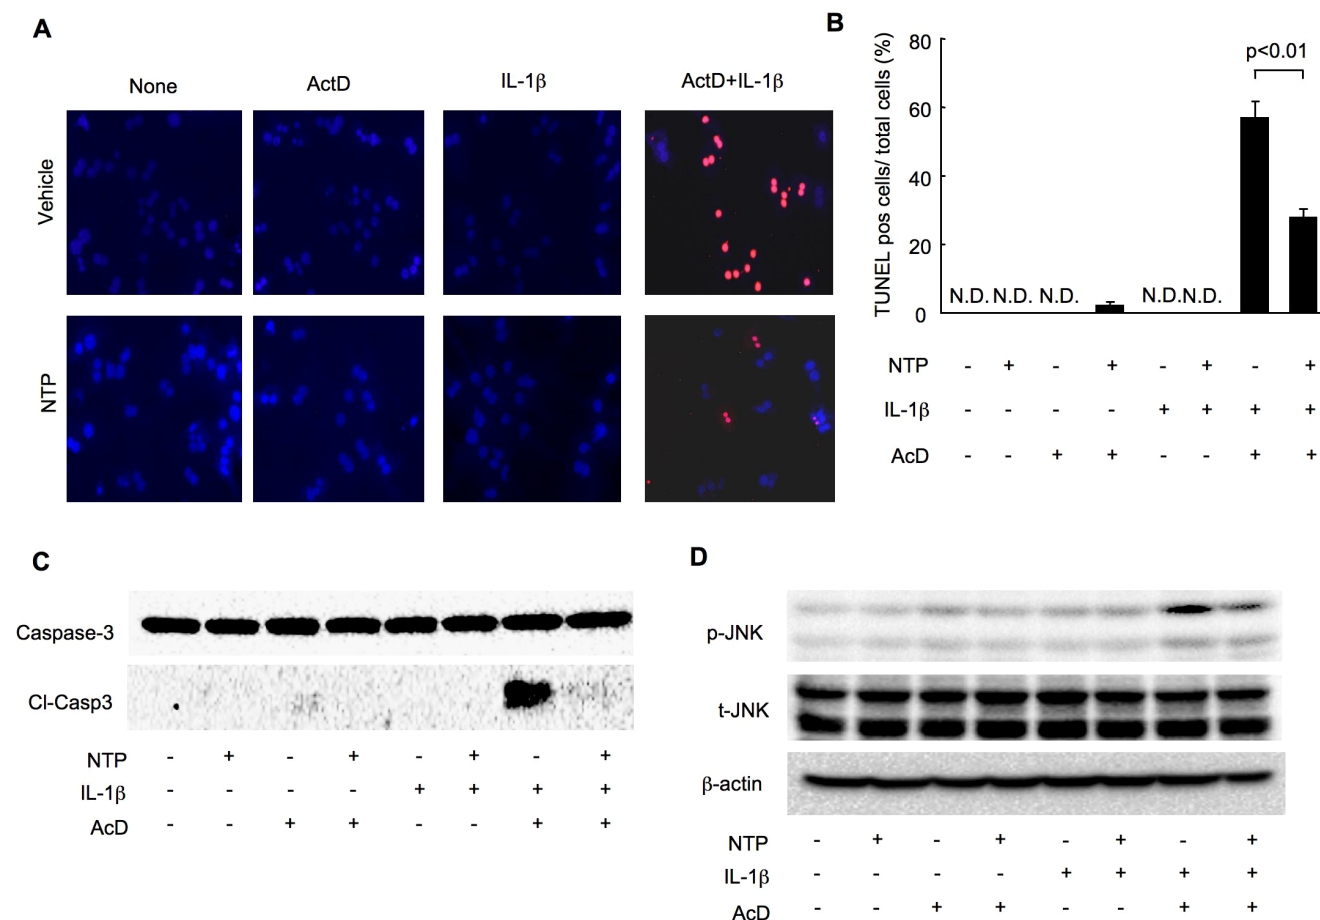 A
None
ActD
IL-1β
ActD+IL-1β
Vehicle
NTP
B
TUNEL pos cells/ total cells (%)
80
60
40
20
0
p<0.01
N.D. N.D. N.D. N.D. N.D.
NTP - + - + - + - +
IL-1β - - - - + + + +
AcD - - + + - - + +
C
Caspase-3
Cl-Casp3
NTP - + - + - + - +
IL-1β - - - - + + + +
AcD - - + + - - + +
D
p-JNK
t-JNK
β-actin
NTP - + - + - + - +
IL-1β - - - - + + + +
AcD - - + + - - + +